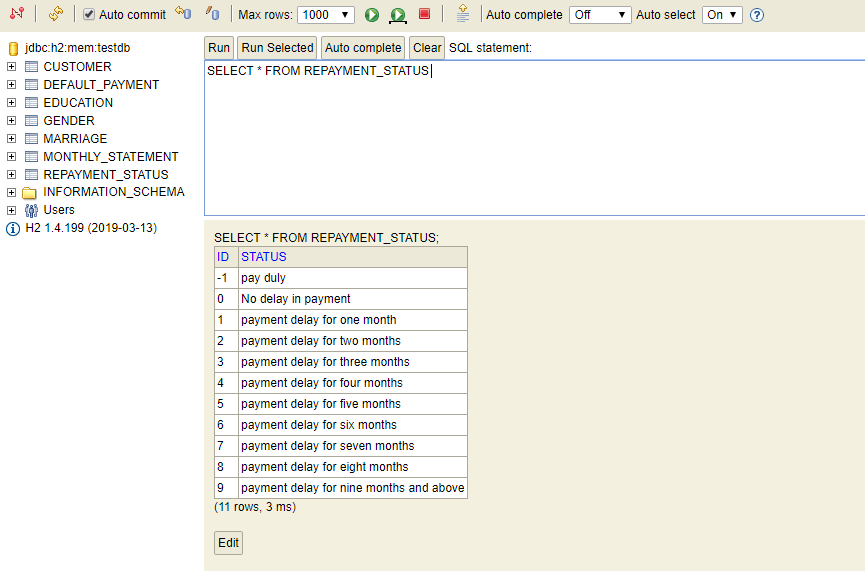 Auto commit Max rows: 1000 Auto complete Off Auto select On
jdbc:h2:mem:testdb
CUSTOMER
DEFAULT_PAYMENT
EDUCATION
GENDER
MARRIAGE
MONTHLY_STATEMENT
REPAYMENT_STATUS
INFORMATION_SCHEMA
Users
H2 1.4.199 (2019-03-13)
Run Run Selected Auto complete Clear SQL statement:
SELECT * FROM REPAYMENT_STATUS
SELECT * FROM REPAYMENT_STATUS;
ID STATUS
-1 pay duly
0 No delay in payment
1 payment delay for one month
2 payment delay for two months
3 payment delay for three months
4 payment delay for four months
5 payment delay for five months
6 payment delay for six months
7 payment delay for seven months
8 payment delay for eight months
9 payment delay for nine months and above
(11 rows, 3 ms)
Edit